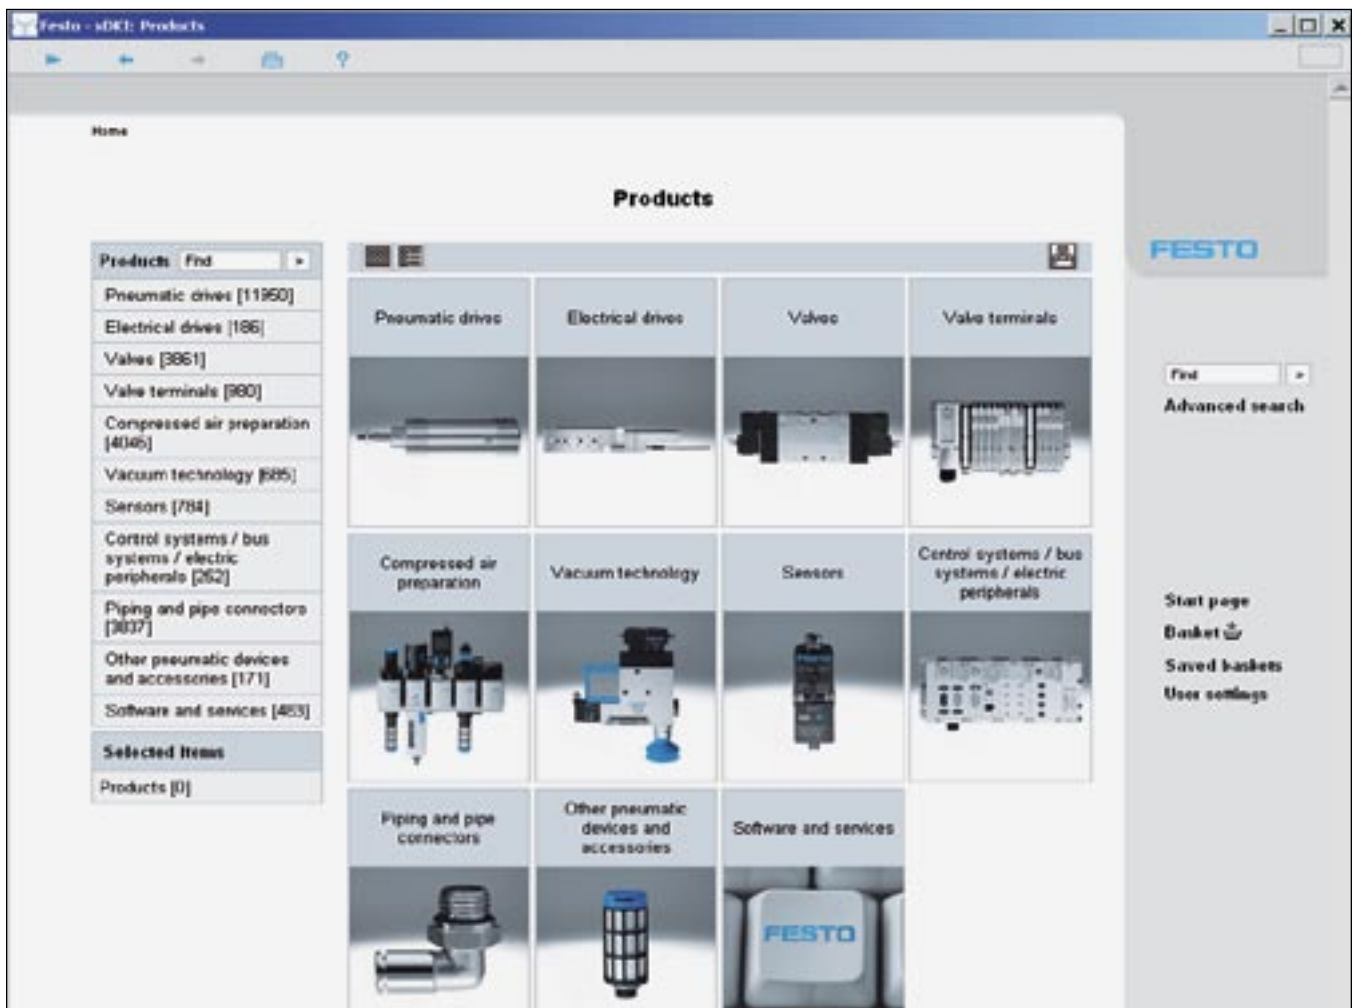 Festo - xDKI: Products
Home
Products
Products Find
Pneumatic drives [11950]
Electrical drives [186]
Valves [3861]
Valve terminals [980]
Compressed air preparation
[4046]
Vacuum technology [685]
Sensors [784]
Control systems / bus
systems / electric
peripherals [262]
Piping and pipe connectors
[3837]
Other pneumatic devices
and accessories [171]
Software and services [483]
Selected Items
Products [0]
Pneumatic drives
Electrical drives
Valves
Valve terminals
Compressed air
preparation
Vacuum technology
Sensors
FESTO
Control systems / bus
systems / electric
peripherals
Piping and pipe
connectors
Other pneumatic
devices and
accessories
Software and services
FESTO
FESTO
Find
Advanced search
Start page
Basket
Saved baskets
User settings